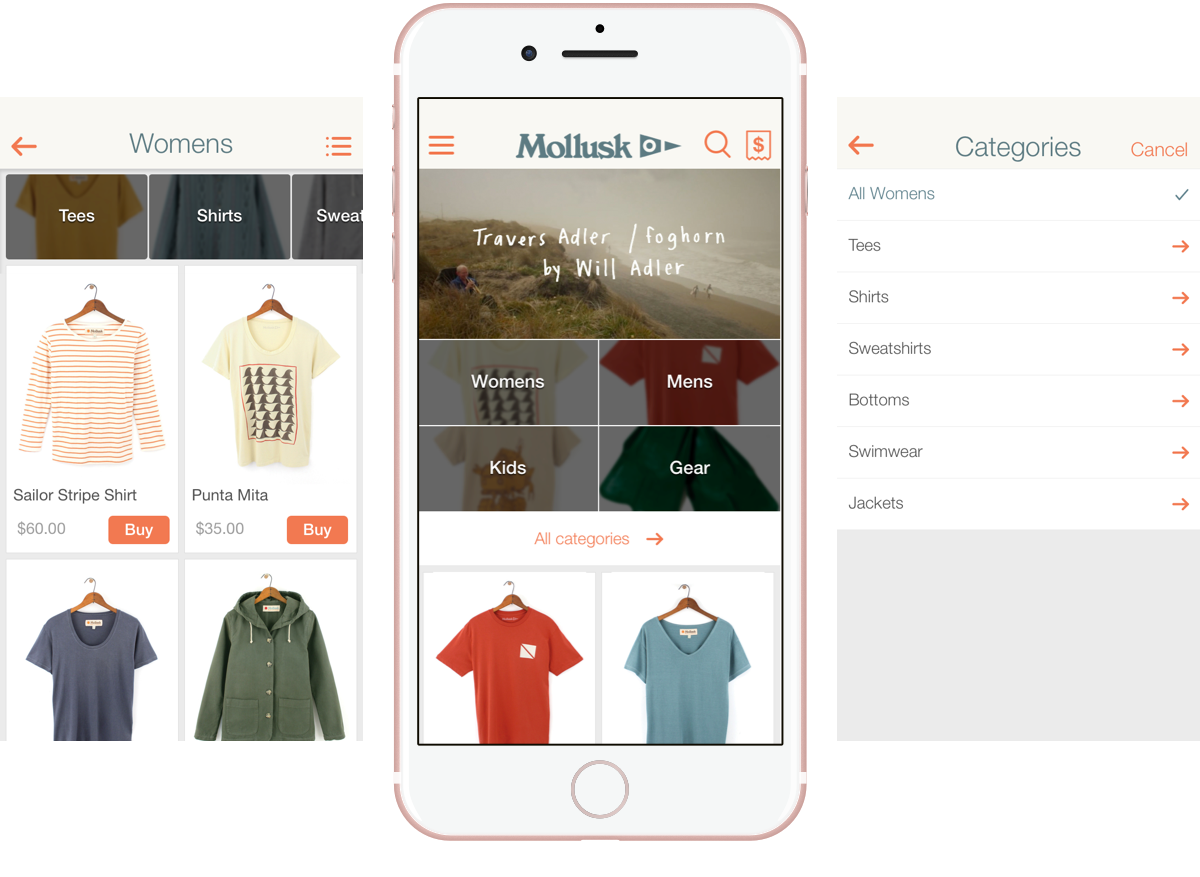 Womens
Tees
Shirts
Sweat
Sailor Stripe Shirt
$60.00
Buy
Punta Mita
$35.00
Buy
Mollusk
$
Travers Adler / foghorn
by Will Adler
Womens
Mens
Kids
Gear
All categories
Categories
Cancel
All Womens
Tees
Shirts
Sweatshirts
Bottoms
Swimwear
Jackets